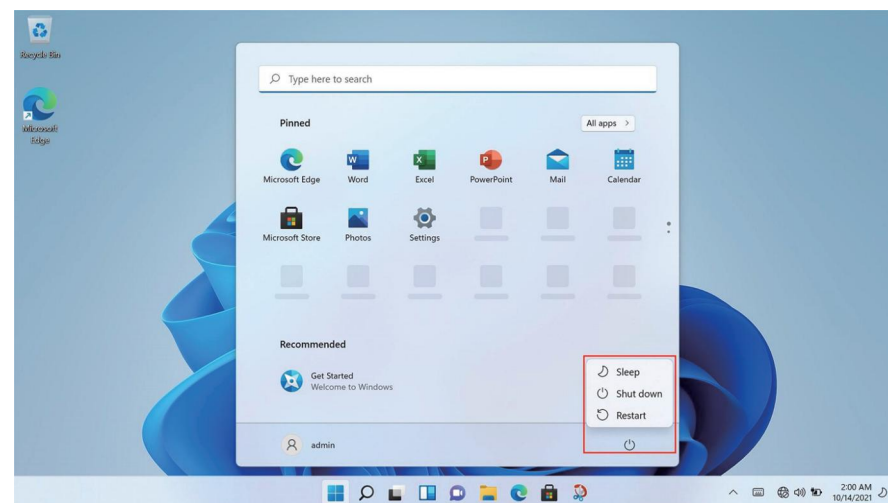 Recycle Bin
Microsoft
Edge
Type here to search
Pinned
All apps
Microsoft Edge
Word
Excel
PowerPoint
Mail
Calendar
Microsoft Store
Photos
Settings
Recommended
Get Started
Welcome to Windows
Sleep
Shut down
Restart
admin
2:00 AM
10/14/2021